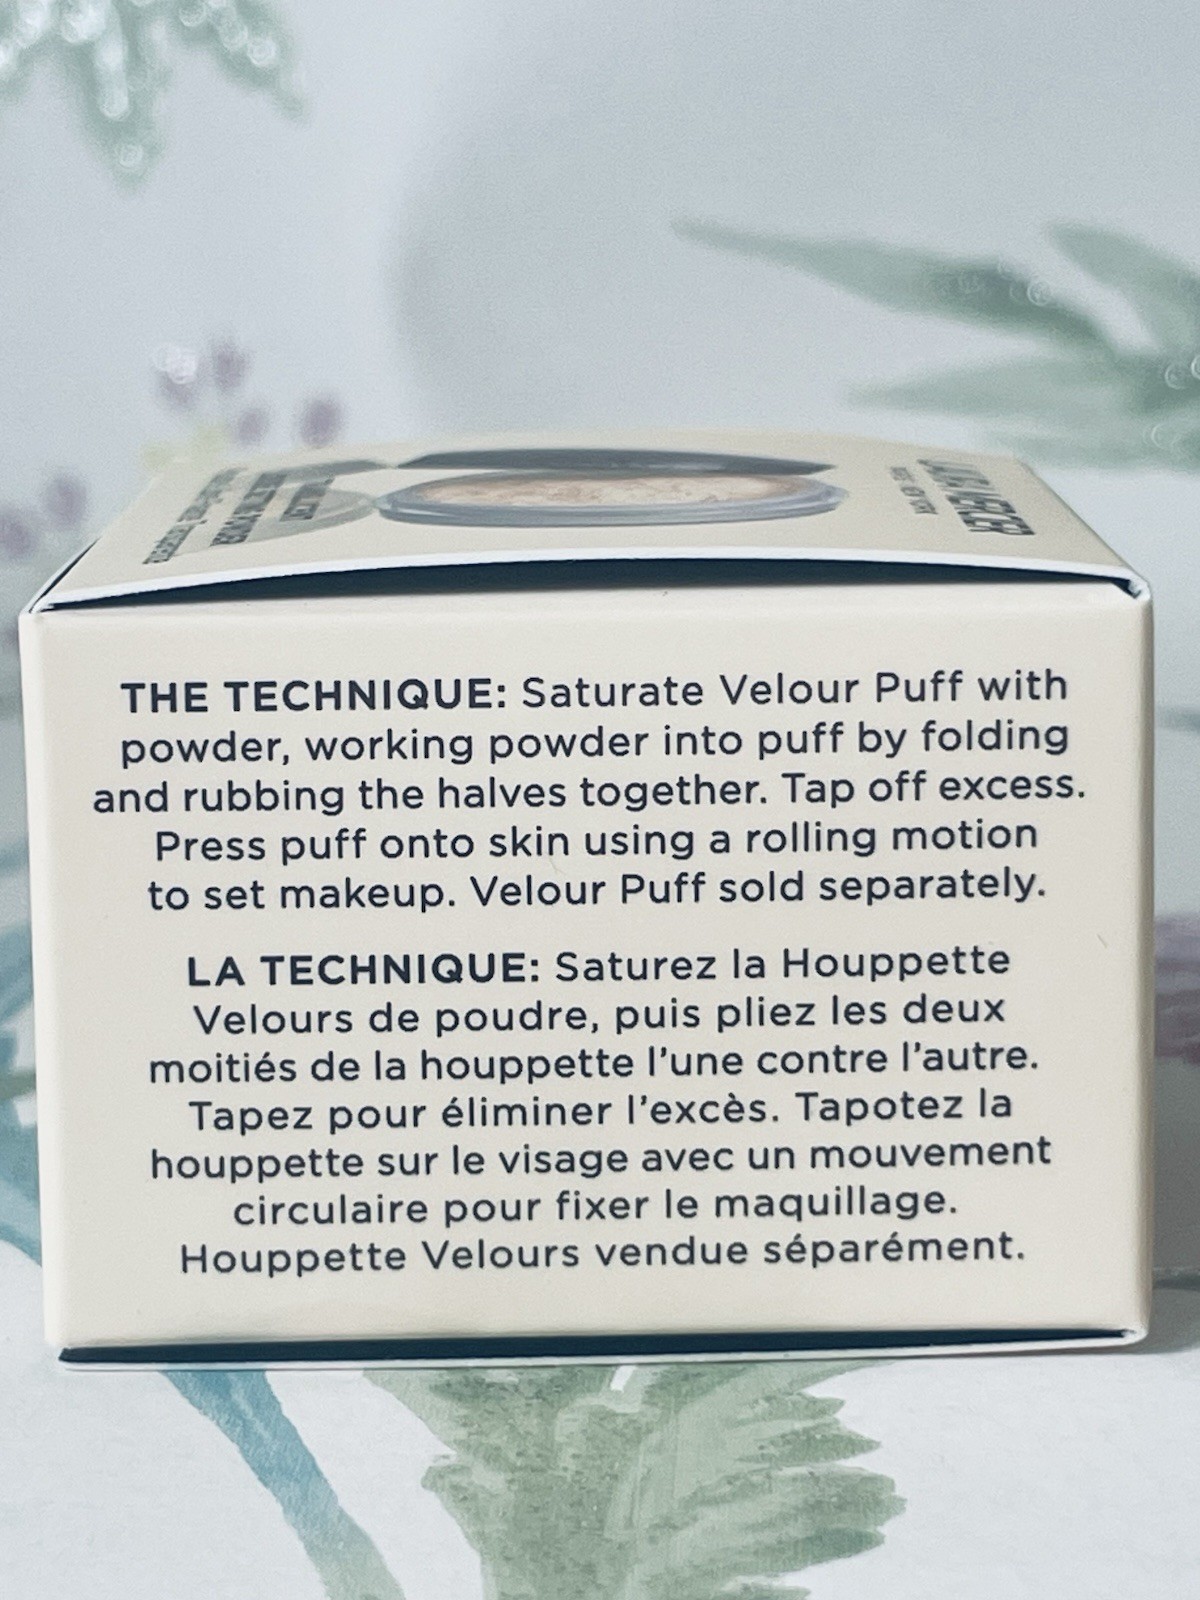 THE TECHNIQUE: Saturate Velour Puff with
powder, working powder into puff by folding
and rubbing the halves together. Tap off excess.
Press puff onto skin using a rolling motion
to set makeup. Velour Puff sold separately.
LA TECHNIQUE: Saturez la Houppette
Velours de poudre, puis pliez les deux
moitiés de la houppette l'une contre l'autre.
Tapez pour éliminer l'excès. Tapotez la
houppette sur le visage avec un mouvement
circulaire pour fixer le maquillage.
Houppette Velours vendue séparément.